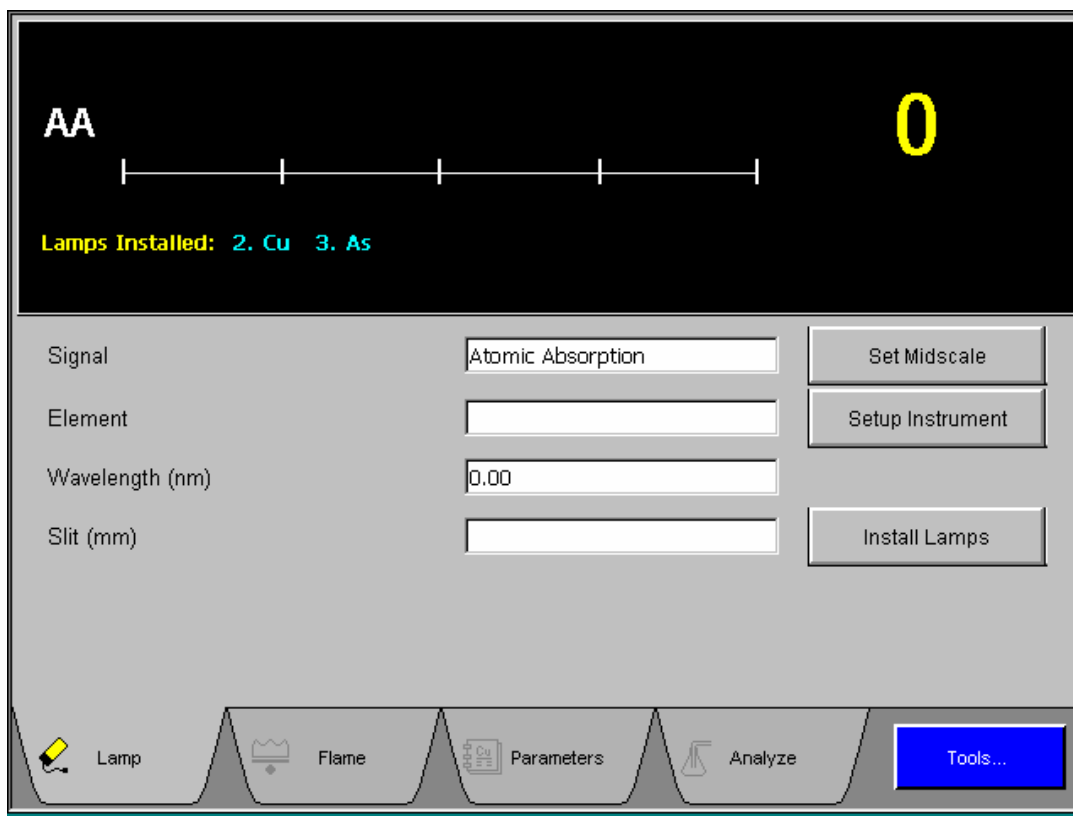 AA
0
Lamps Installed: 2. Cu 3. As
Signal
Atomic Absorption
Set Midscale
Element
Setup Instrument
Wavelength (nm)
0.00
Slit (mm)
Install Lamps
Lamp
Flame
Cu
Parameters
Analyze
Tools...